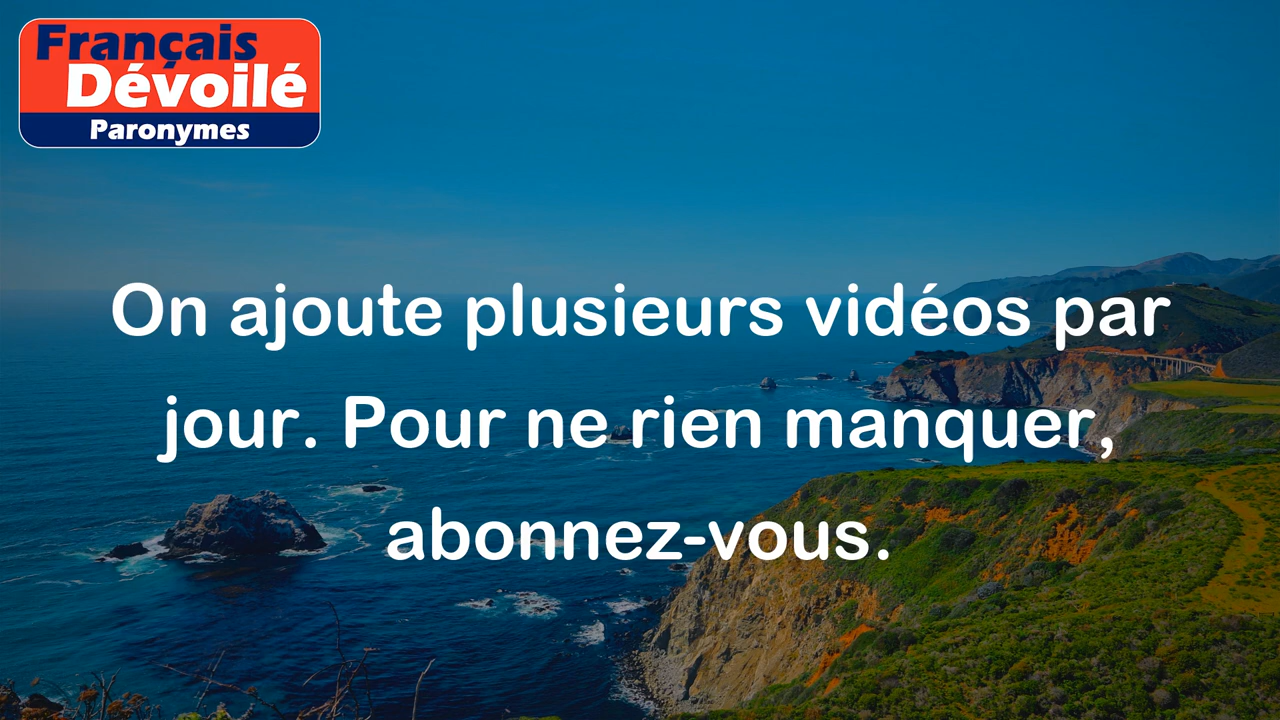 Français
Dévoilé
Paronymes
On ajoute plusieurs vidéos par
jour. Pour ne rien manquer,
abonnez-vous.